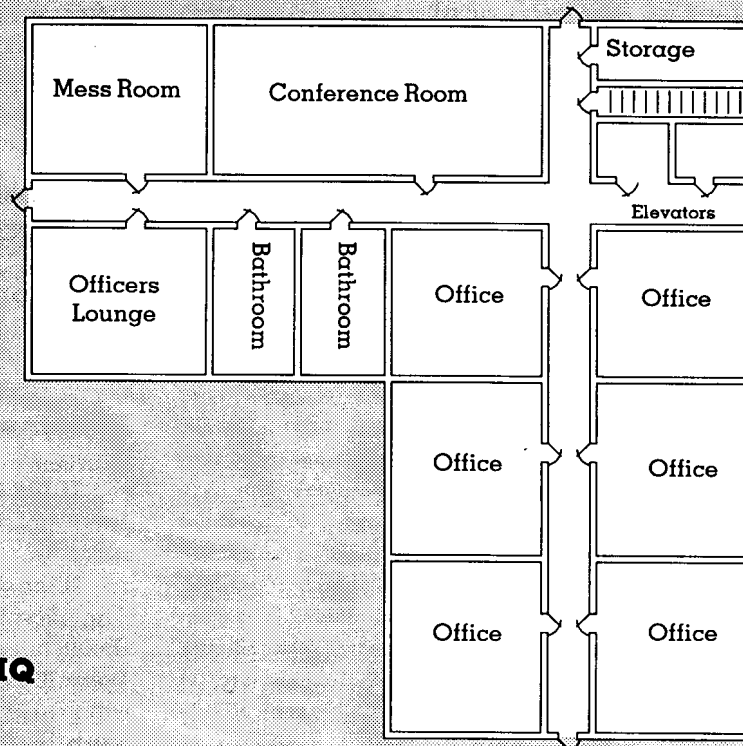 Storage
Mess Room
Conference Room
Elevators
Officers
Lounge
Bathroom
Bathroom
Office
Office
Office
Office
Office
Office